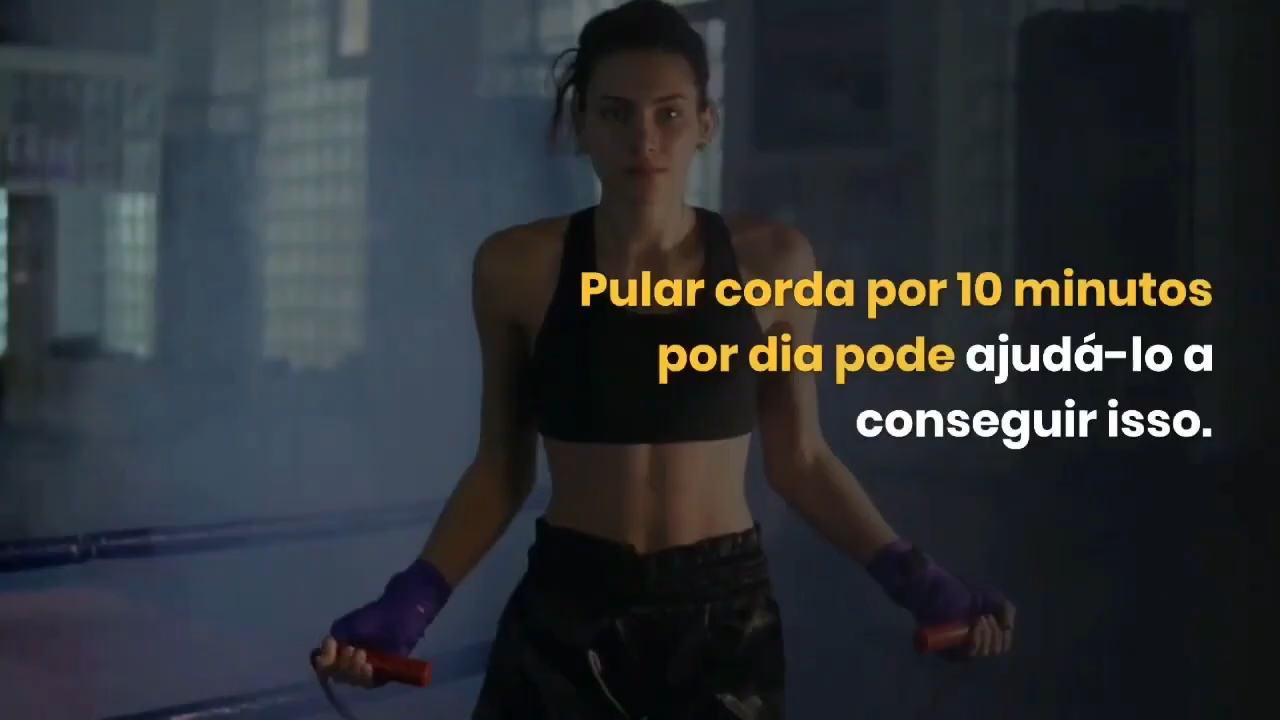 Pular corda por 10 minutos
por dia pode ajudá-lo a
conseguir isso.